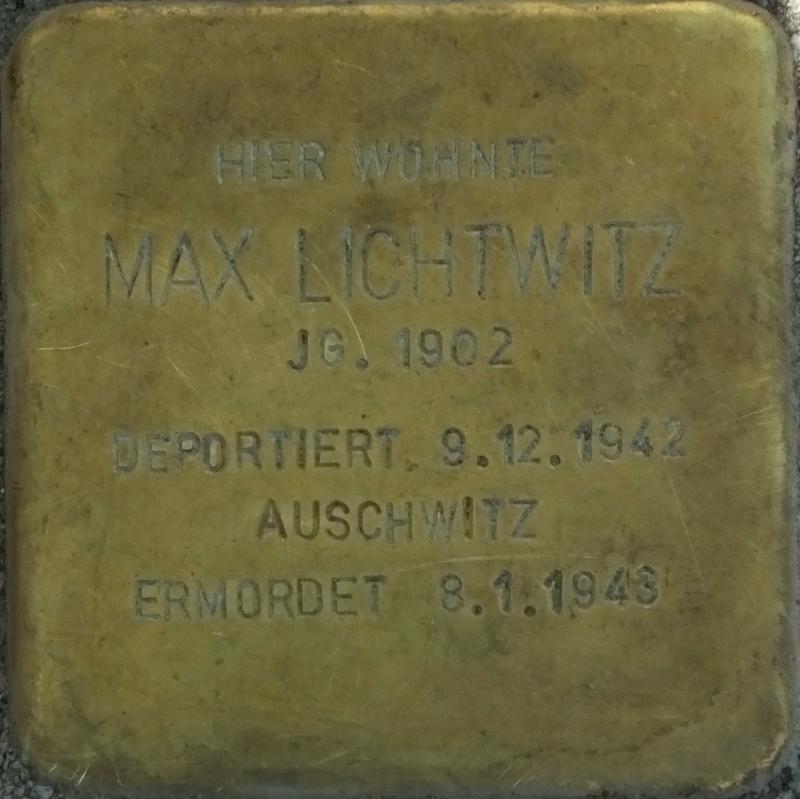 HIER WOHNTE
MAX LICHTWITZ
JG. 1902
DEPORTIERT 9.12.1942
AUSCHWITZ
ERMORDET 8.1.1943